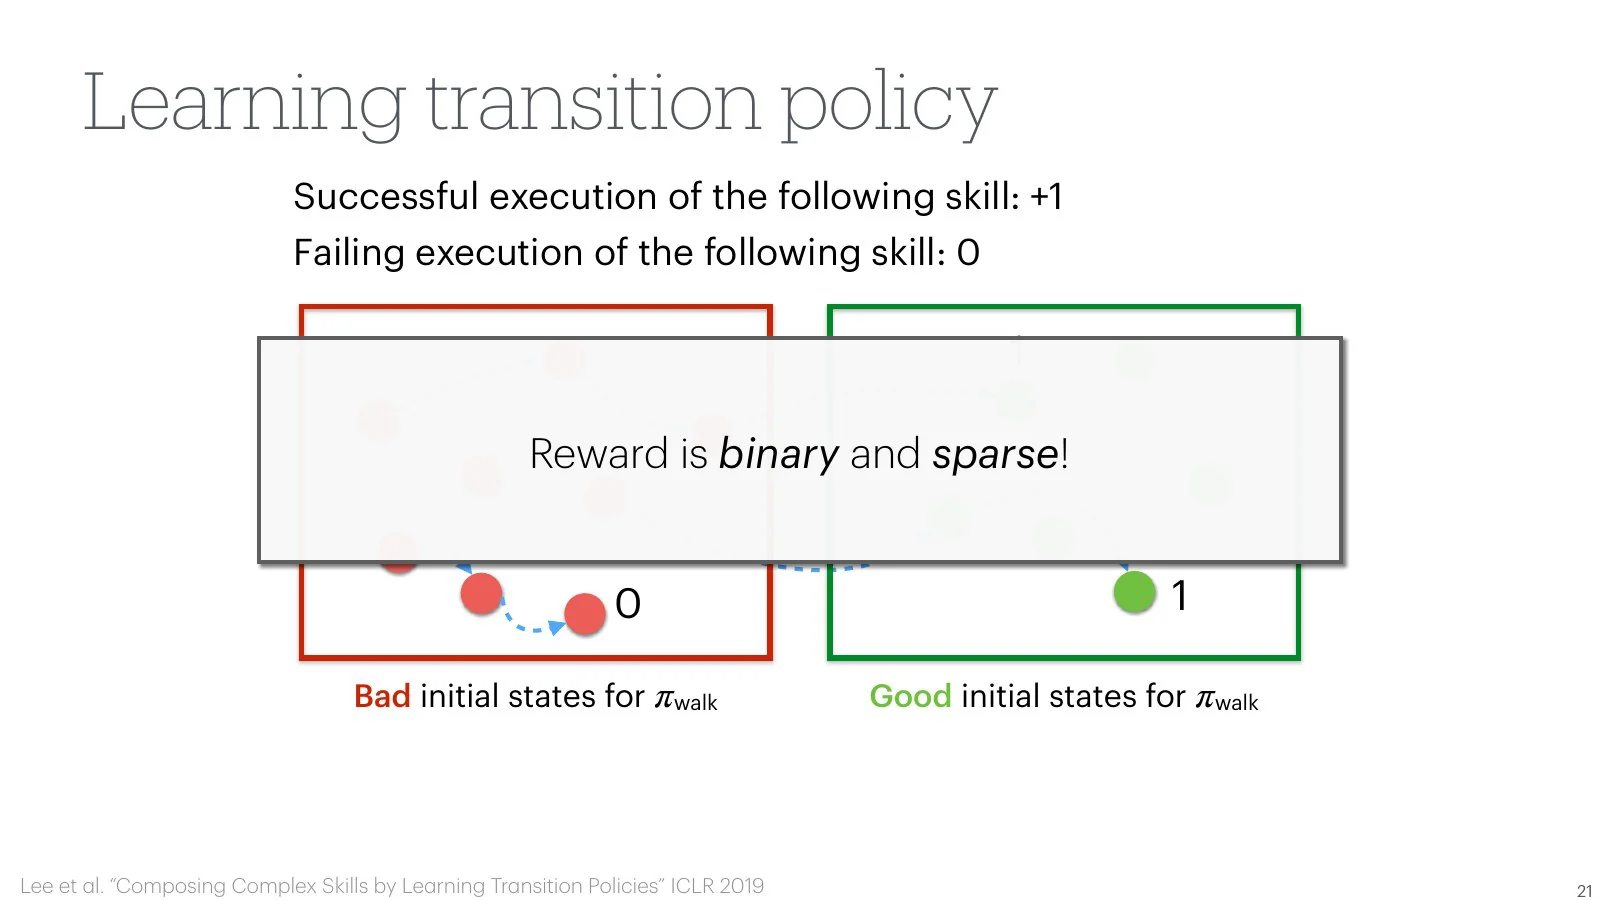 Learning transition policy
Successful execution of the following skill: +1
Failing execution of the following skill: 0
Reward is binary and sparse!
0
1
Bad initial states for πwalk
Good initial states for πwalk
Lee et al. “Composing Complex Skills by Learning Transition Policies” ICLR 2019
21